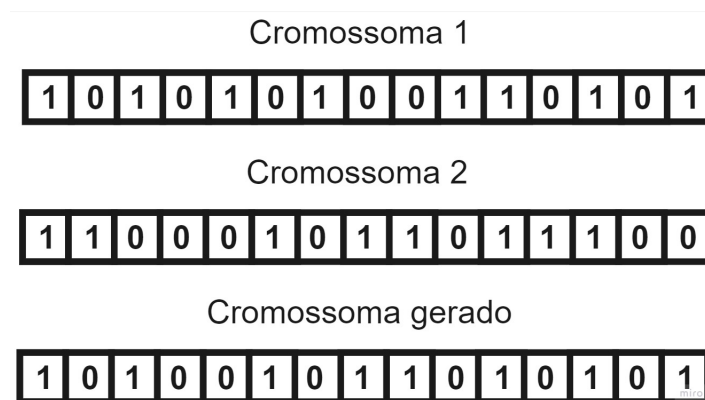 Cromossoma 1
1 0 1 0 1 0 1 0 0 1 1 0 1 0 1
Cromossoma 2
1 1 0 0 0 1 0 1 1 0 1 1 1 0 0
Cromossoma gerado
1 0 1 0 0 1 0 1 1 0 1 0 1 0 1
miro